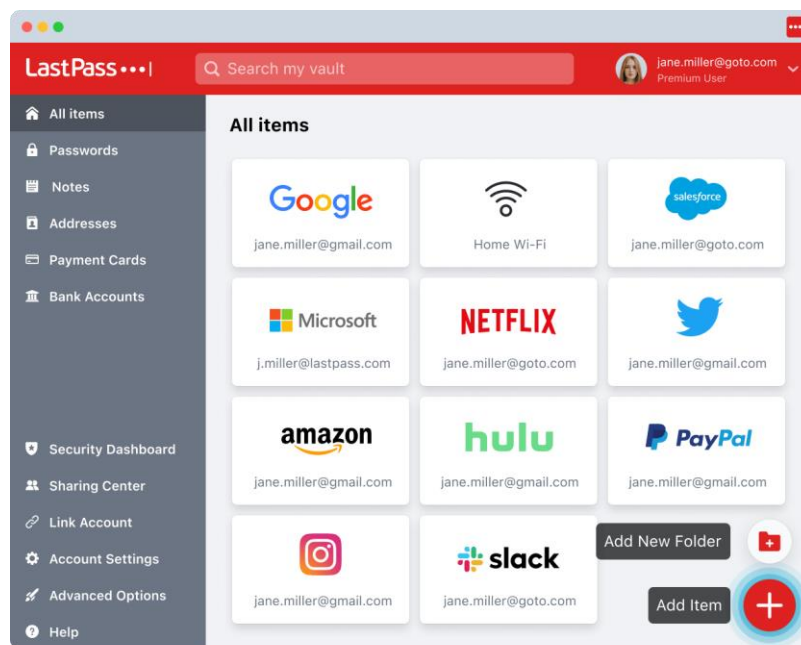 LastPass
Search my vault
jane.miller@goto.com
Premium User
All items
Passwords
Notes
Addresses
Payment Cards
Bank Accounts
Security Dashboard
Sharing Center
Link Account
Account Settings
Advanced Options
Help
All items
Google
jane.miller@gmail.com
Home Wi-Fi
salesforce
jane.miller@goto.com
Microsoft
j.miller@lastpass.com
NETFLIX
jane.miller@goto.com
jane.miller@gmail.com
amazon
jane.miller@gmail.com
hulu
jane.miller@gmail.com
PayPal
jane.miller@gmail.com
jane.miller@gmail.com
slack
jane.miller@goto.com
Add New Folder
Add Item